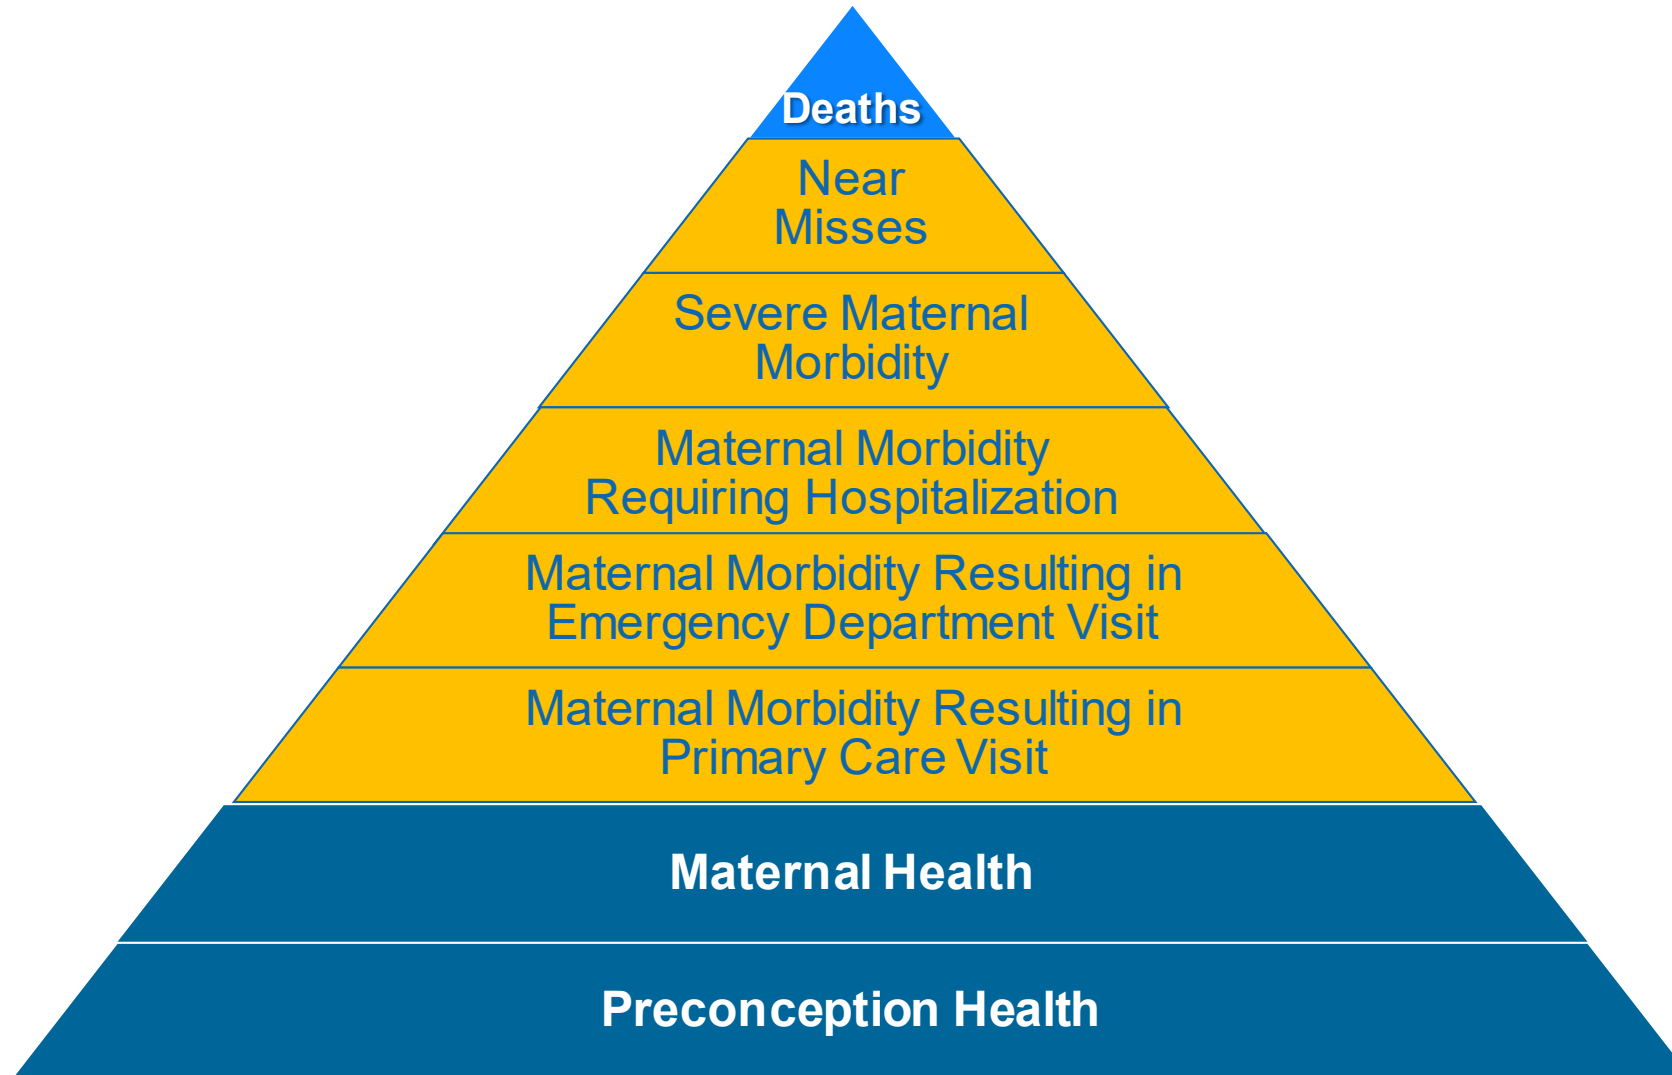 Deaths
Near
Misses
Severe Maternal
Morbidity
Maternal Morbidity
Requiring Hospitalization
Maternal Morbidity Resulting in
Emergency Department Visit
Maternal Morbidity Resulting in
Primary Care Visit
Maternal Health
Preconception Health